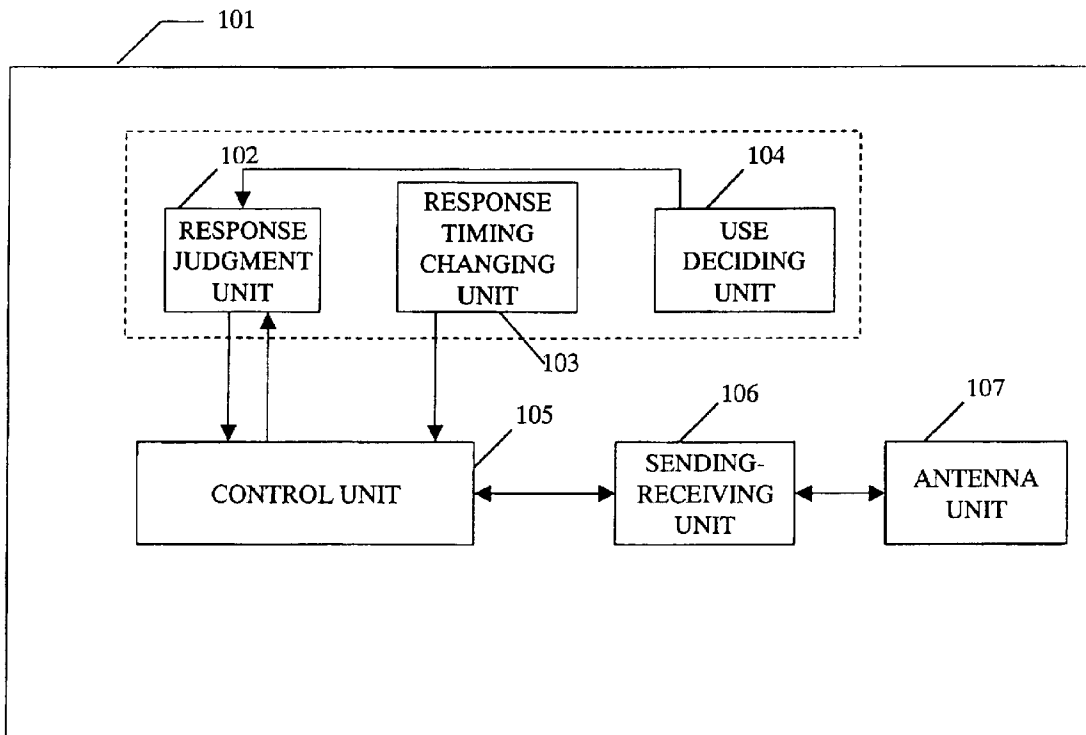 101
102
104
RESPONSE
JUDGMENT
UNIT
RESPONSE
TIMING
CHANGING
UNIT
USE
DECIDING
UNIT
103
105
106
107
CONTROL UNIT
SENDING-
RECEIVING
UNIT
ANTENNA
UNIT